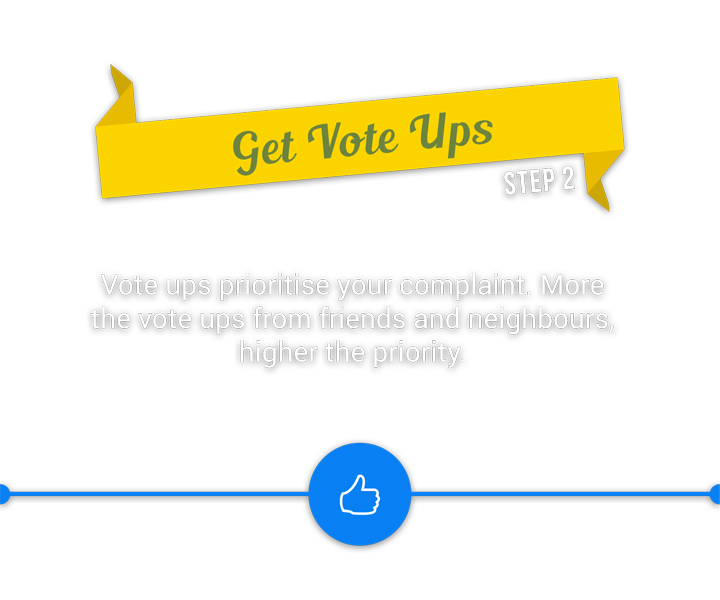 Get Vote Ups
STEP 2
Vote ups prioritise your complaint. More
the vote ups from friends and neighbours,
higher the priority.